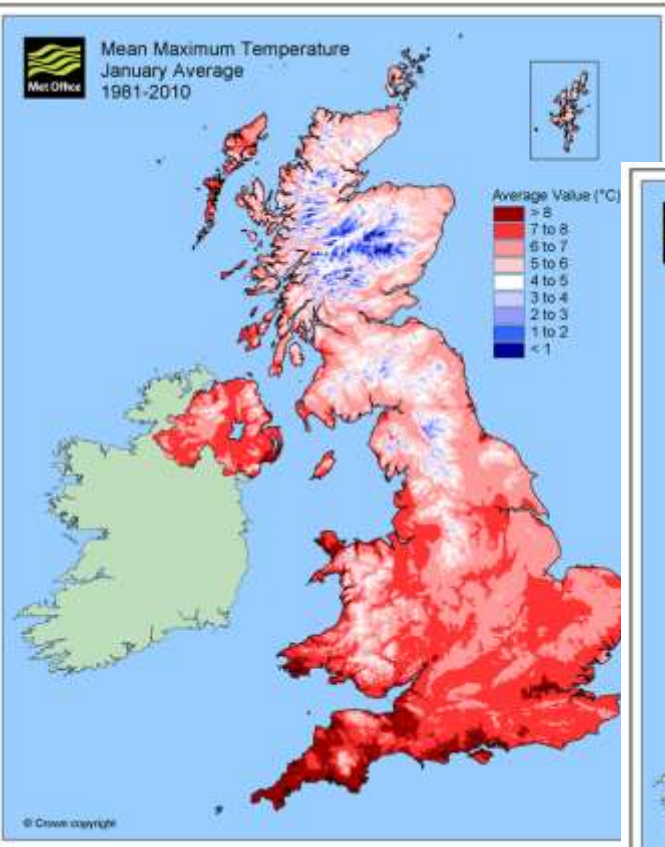 Met Office
Mean Maximum Temperature
January Average
1981-2010
Average Value (°C)
> 8
7 to 8
6 to 7
5 to 6
4 to 5
3 to 4
2 to 3
1 to 2
< 1
© Crown copyright